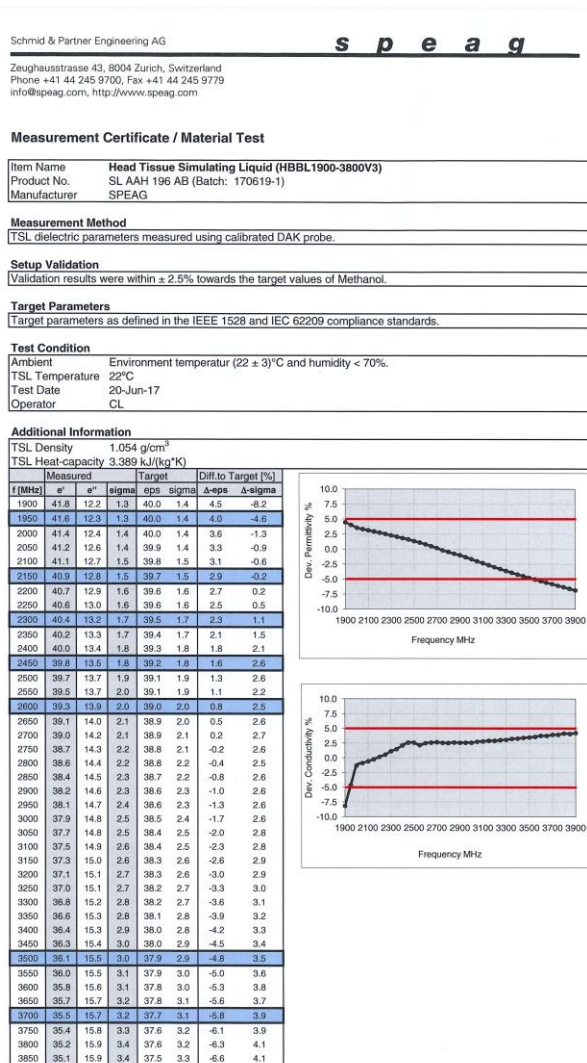 Schmid & Partner Engineering AG
s p e a g
Zeughausstrasse 43, 8004 Zurich, Switzerland
Phone +41 44 245 9700, Fax +41 44 245 9779
info@speag.com, http://www.speag.com
Measurement Certificate / Material Test
Item Name Head Tissue Simulating Liquid (HBBL1900-3800V3)
Product No. SL AAH 196 AB (Batch: 170619-1)
Manufacturer SPEAG
Measurement Method
TSL dielectric parameters measured using calibrated DAK probe.
Setup Validation
Validation results were within ± 2.5% towards the target values of Methanol.
Target Parameters
Target parameters as defined in the IEEE 1528 and IEC 62209 compliance standards.
Test Condition
Ambient Environment temperatur (22 ± 3)°C and humidity < 70%.
TSL Temperature 22°C
Test Date 20-Jun-17
Operator CL
Additional Information
TSL Density 1.054 g/cm³
TSL Heat-capacity 3.389 kJ/(kg*K)
Measured Target Diff.to Target [%]
f [MHz] e' e" sigma eps sigma Δ-eps Δ-sigma
1900 41.8 12.2 1.3 40.0 1.4 4.5 -8.2
1950 41.6 12.3 1.3 40.0 1.4 4.0 -4.6
2000 41.4 12.4 1.4 40.0 1.4 3.6 -1.3
2050 41.2 12.6 1.4 39.9 1.4 3.3 -0.9
2100 41.1 12.7 1.5 39.8 1.5 3.1 -0.6
2150 40.9 12.8 1.5 39.7 1.5 2.9 -0.2
2200 40.7 12.9 1.6 39.6 1.6 2.7 0.2
2250 40.6 13.0 1.6 39.6 1.6 2.5 0.5
2300 40.4 13.2 1.7 39.5 1.7 2.3 1.1
2350 40.2 13.3 1.7 39.4 1.7 2.1 1.5
2400 40.0 13.4 1.8 39.3 1.8 1.8 2.1
2450 39.8 13.5 1.8 39.2 1.8 1.6 2.6
2500 39.7 13.7 1.9 39.1 1.9 1.3 2.6
2550 39.5 13.7 2.0 39.1 1.9 1.1 2.2
2600 39.3 13.9 2.0 39.0 2.0 0.8 2.5
2650 39.1 14.0 2.1 38.9 2.0 0.5 2.6
2700 39.0 14.2 2.1 38.9 2.1 0.2 2.7
2750 38.7 14.3 2.2 38.8 2.1 -0.2 2.6
2800 38.6 14.4 2.2 38.8 2.2 -0.4 2.5
2850 38.4 14.5 2.3 38.7 2.2 -0.8 2.6
2900 38.2 14.6 2.3 38.6 2.3 -1.0 2.6
2950 38.1 14.7 2.4 38.6 2.3 -1.3 2.6
3000 37.9 14.8 2.5 38.5 2.4 -1.7 2.6
3050 37.7 14.8 2.5 38.4 2.5 -2.0 2.8
3100 37.5 14.9 2.6 38.4 2.5 -2.3 2.8
3150 37.3 15.0 2.6 38.3 2.6 -2.6 2.9
3200 37.1 15.1 2.7 38.3 2.6 -3.0 2.9
3250 37.0 15.1 2.7 38.2 2.7 -3.3 3.0
3300 36.8 15.2 2.8 38.2 2.7 -3.6 3.1
3350 36.6 15.3 2.8 38.1 2.8 -3.9 3.2
3400 36.4 15.3 2.9 38.0 2.8 -4.2 3.3
3450 36.3 15.4 3.0 38.0 2.9 -4.5 3.4
3500 36.1 15.5 3.0 37.9 2.9 -4.8 3.5
3550 36.0 15.5 3.1 37.9 3.0 -5.0 3.6
3600 35.8 15.6 3.1 37.8 3.0 -5.3 3.8
3650 35.7 15.7 3.2 37.8 3.1 -5.6 3.7
3700 35.5 15.7 3.2 37.7 3.1 -5.8 3.9
3750 35.4 15.8 3.3 37.6 3.2 -6.1 3.9
3800 35.2 15.9 3.4 37.6 3.2 -6.3 4.1
3850 35.1 15.9 3.4 37.5 3.3 -6.6 4.1
Dev. Permittivity %
10.0
7.5
5.0
2.5
0.0
-2.5
-5.0
-7.5
-10.0
1900 2100 2300 2500 2700 2900 3100 3300 3500 3700 3900
Frequency MHz
Dev. Conductivity %
10.0
7.5
5.0
2.5
0.0
-2.5
-5.0
-7.5
-10.0
1900 2100 2300 2500 2700 2900 3100 3300 3500 3700 3900
Frequency MHz